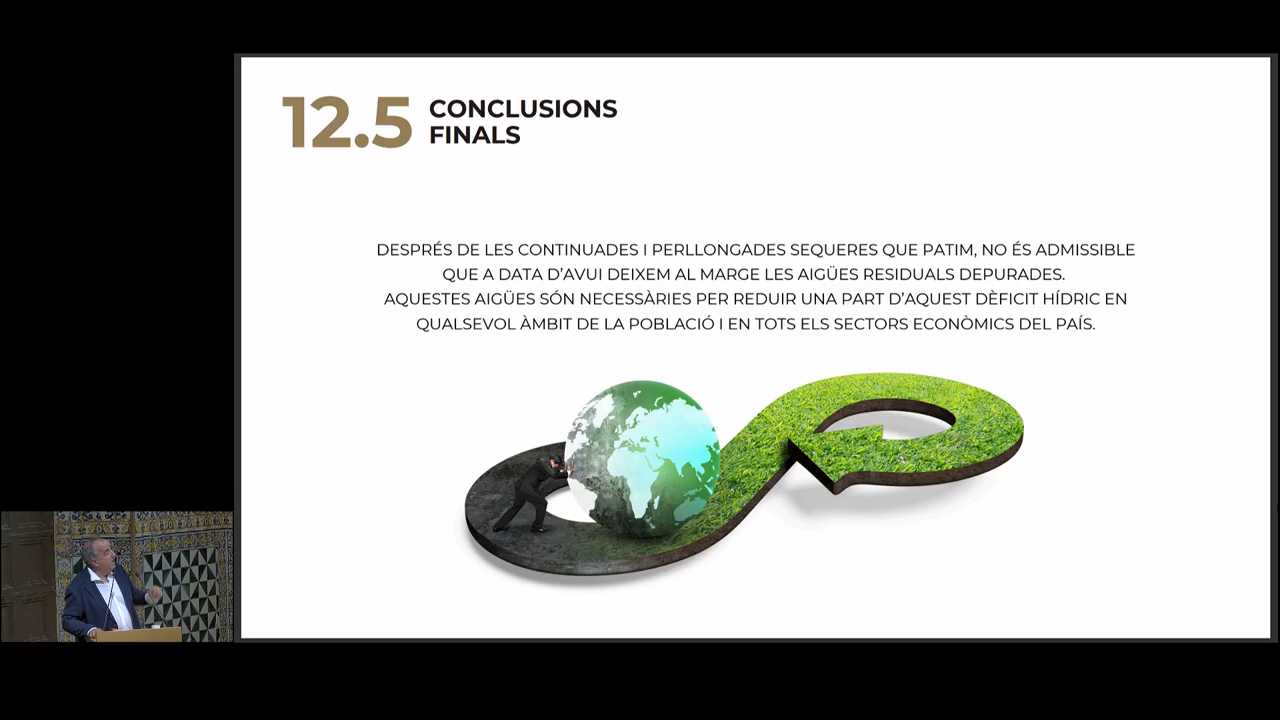 12.5 CONCLUSIONS
FINALS
DESPRÉS DE LES CONTINUADES I PERLLONGADES SEQUERES QUE PATIM, NO ÉS ADMISSIBLE
QUE A DATA D'AVUI DEIXEM AL MARGE LES AIGÜES RESIDUALS DEPURADES.
AQUESTES AIGÜES SÓN NECESSÀRIES PER REDUIR UNA PART D'AQUEST DÈFICIT HÍDRIC EN
QUALSEVOL ÀMBIT DE LA POBLACIÓ I EN TOTS ELS SECTORS ECONÒMICS DEL PAÍS.